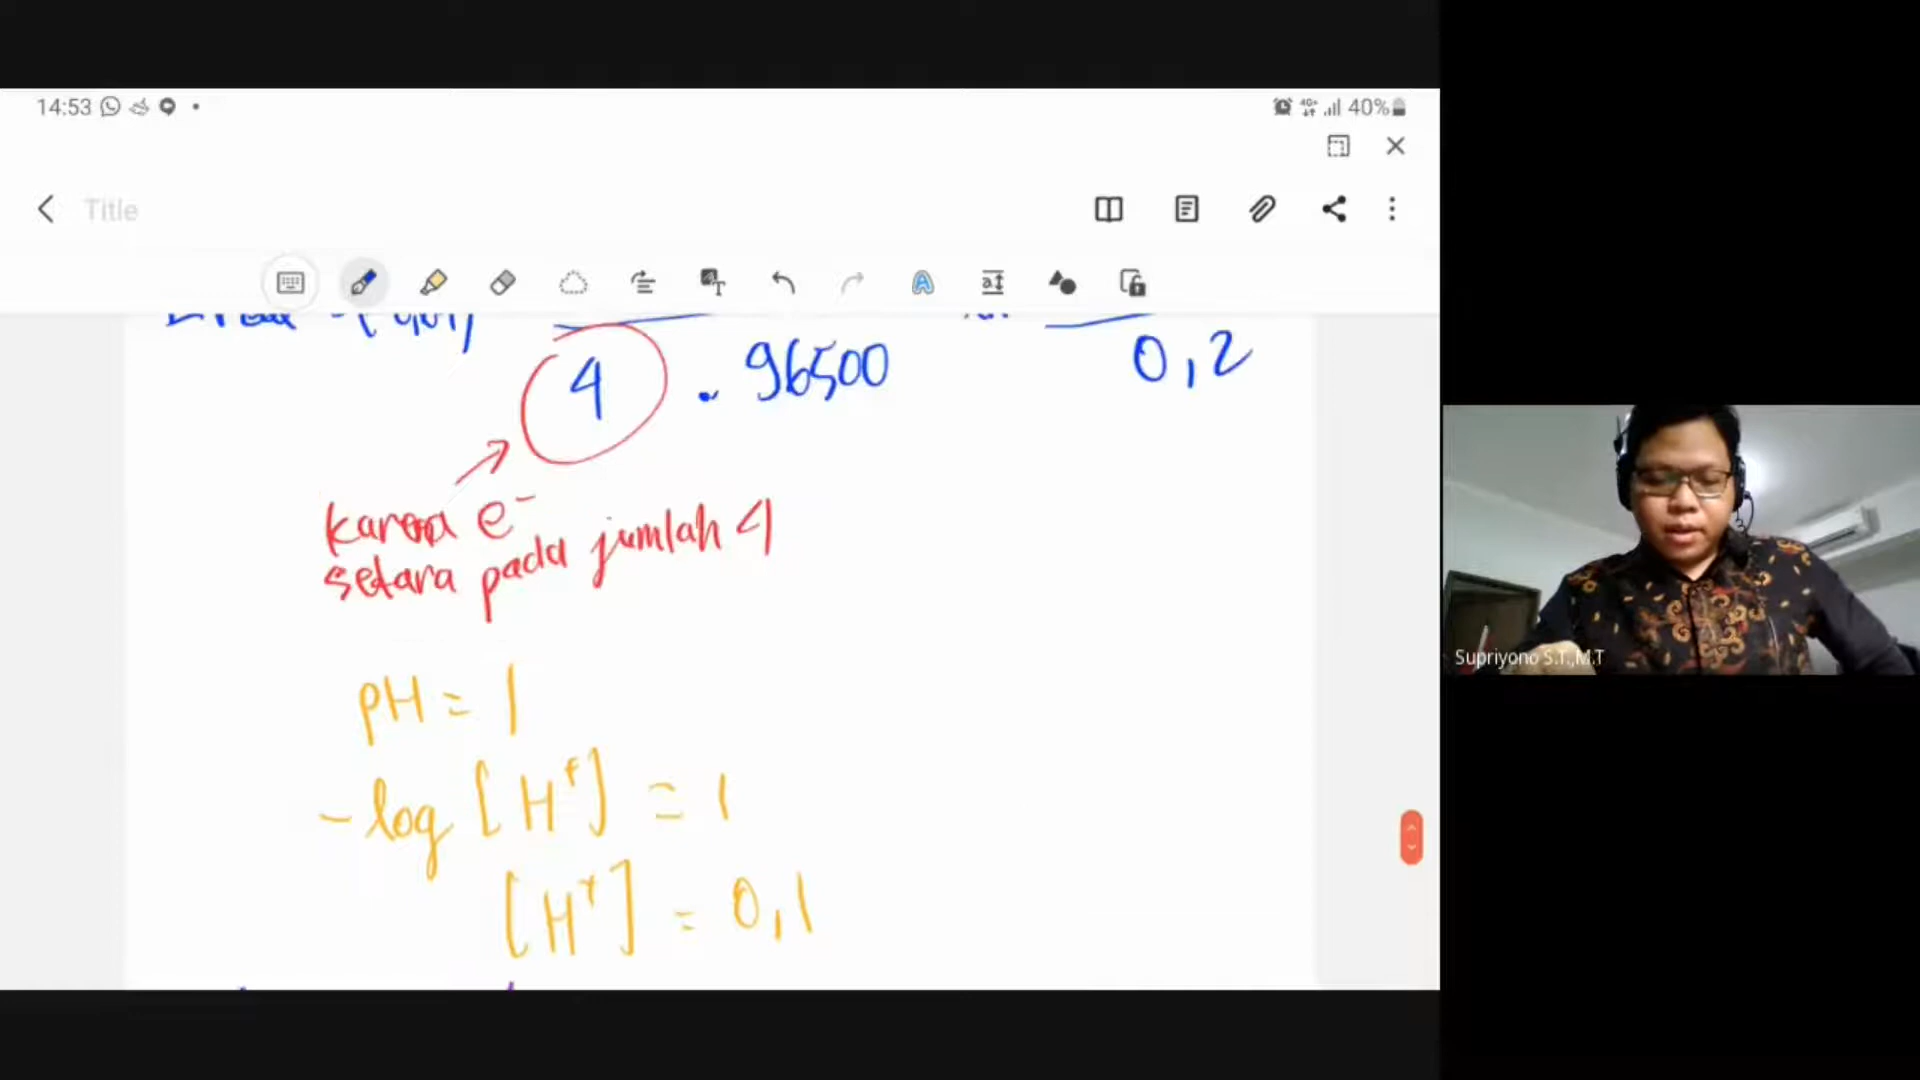 14:53
40%
Title
4 . 96500
0,2
karena e-
setara pada jumlah 4
pH = 1
- log [H+] = 1
[H+] = 0,1
Supriyono S.T.,M.T